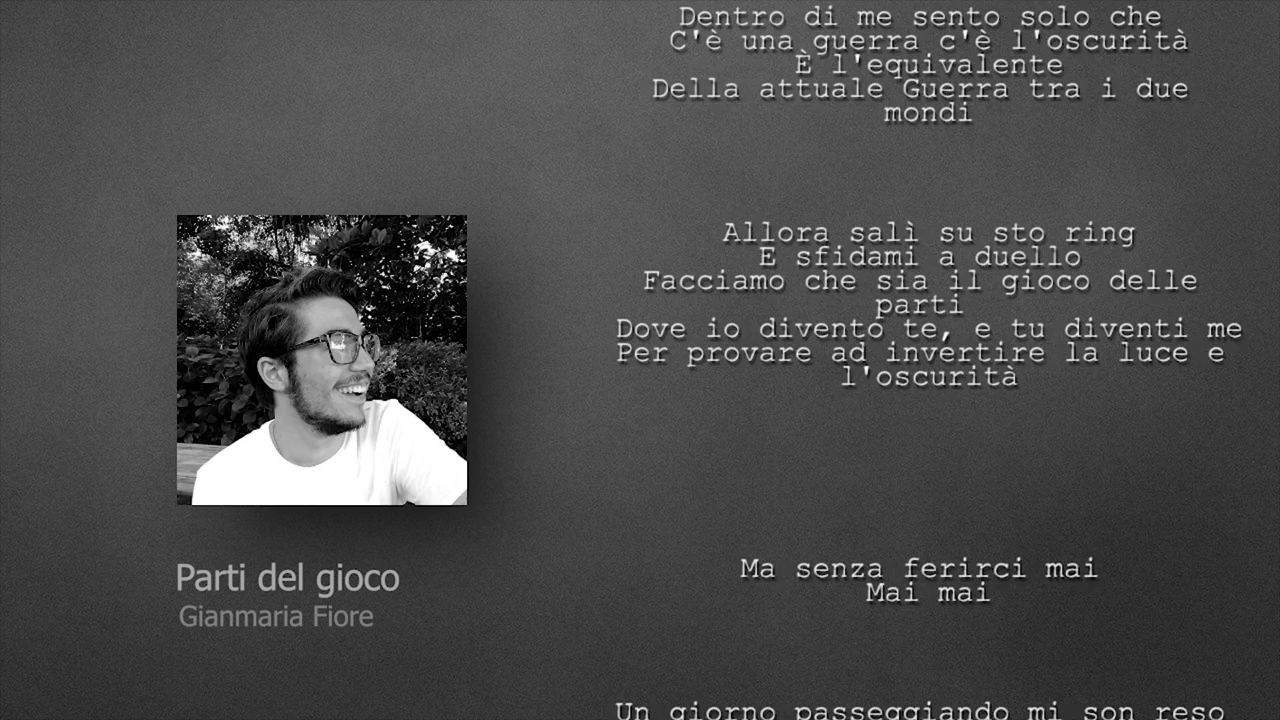 Dentro di me sento solo che
C'è una guerra c'è l'oscurità
È l'equivalente
Della attuale Guerra tra i due
mondi
Allora salì su sto ring
E sfidami a duello
Facciamo che sia il gioco delle
parti
Dove io divento te, e tu diventi me
Per provare ad invertire la luce e
l'oscurità
Ma senza ferirci mai
Mai mai
Un giorno passeggiando mi son reso
Parti del gioco
Gianmaria Fiore